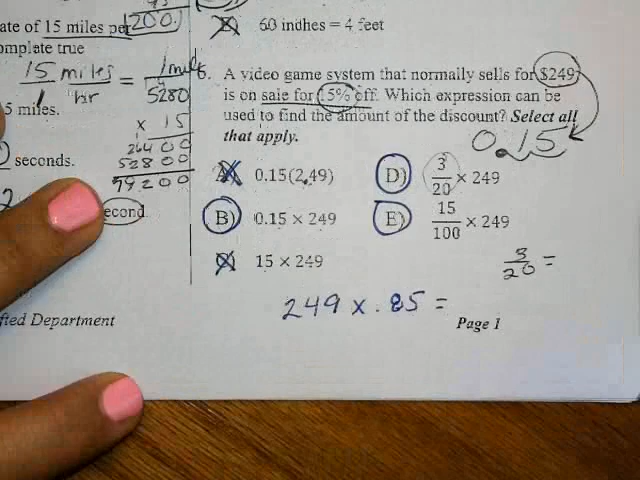 1200.
ate of 15 miles per
omplate true
15 miles = 1 mile
1 hr 5280
5 miles.
x 15
26400
52800
79200
seconds.
econd
fted Department
60 indhes = 4 feet
6. A video game system that normally sells for $249
is on sale for 15% off. Which expression can be
used to find the amount of the discount? Select all
that apply.
0.15
0.15(2.49)
D) 3/20 × 249
B) 0.15 × 249
E) 15/100 × 249
15 × 249
3/20 =
249 x .85 =
Page 1